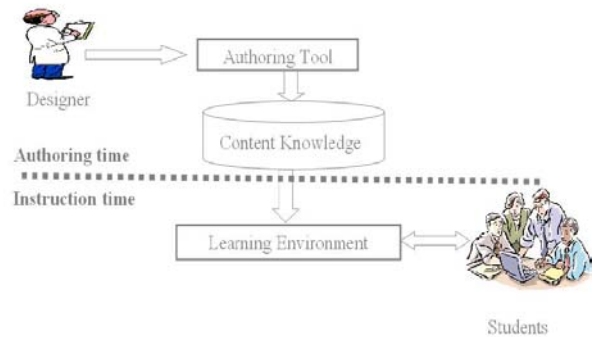 Authoring Tool
Designer
Content Knowledge
Authoring time
Instruction time
Learning Environment
Students